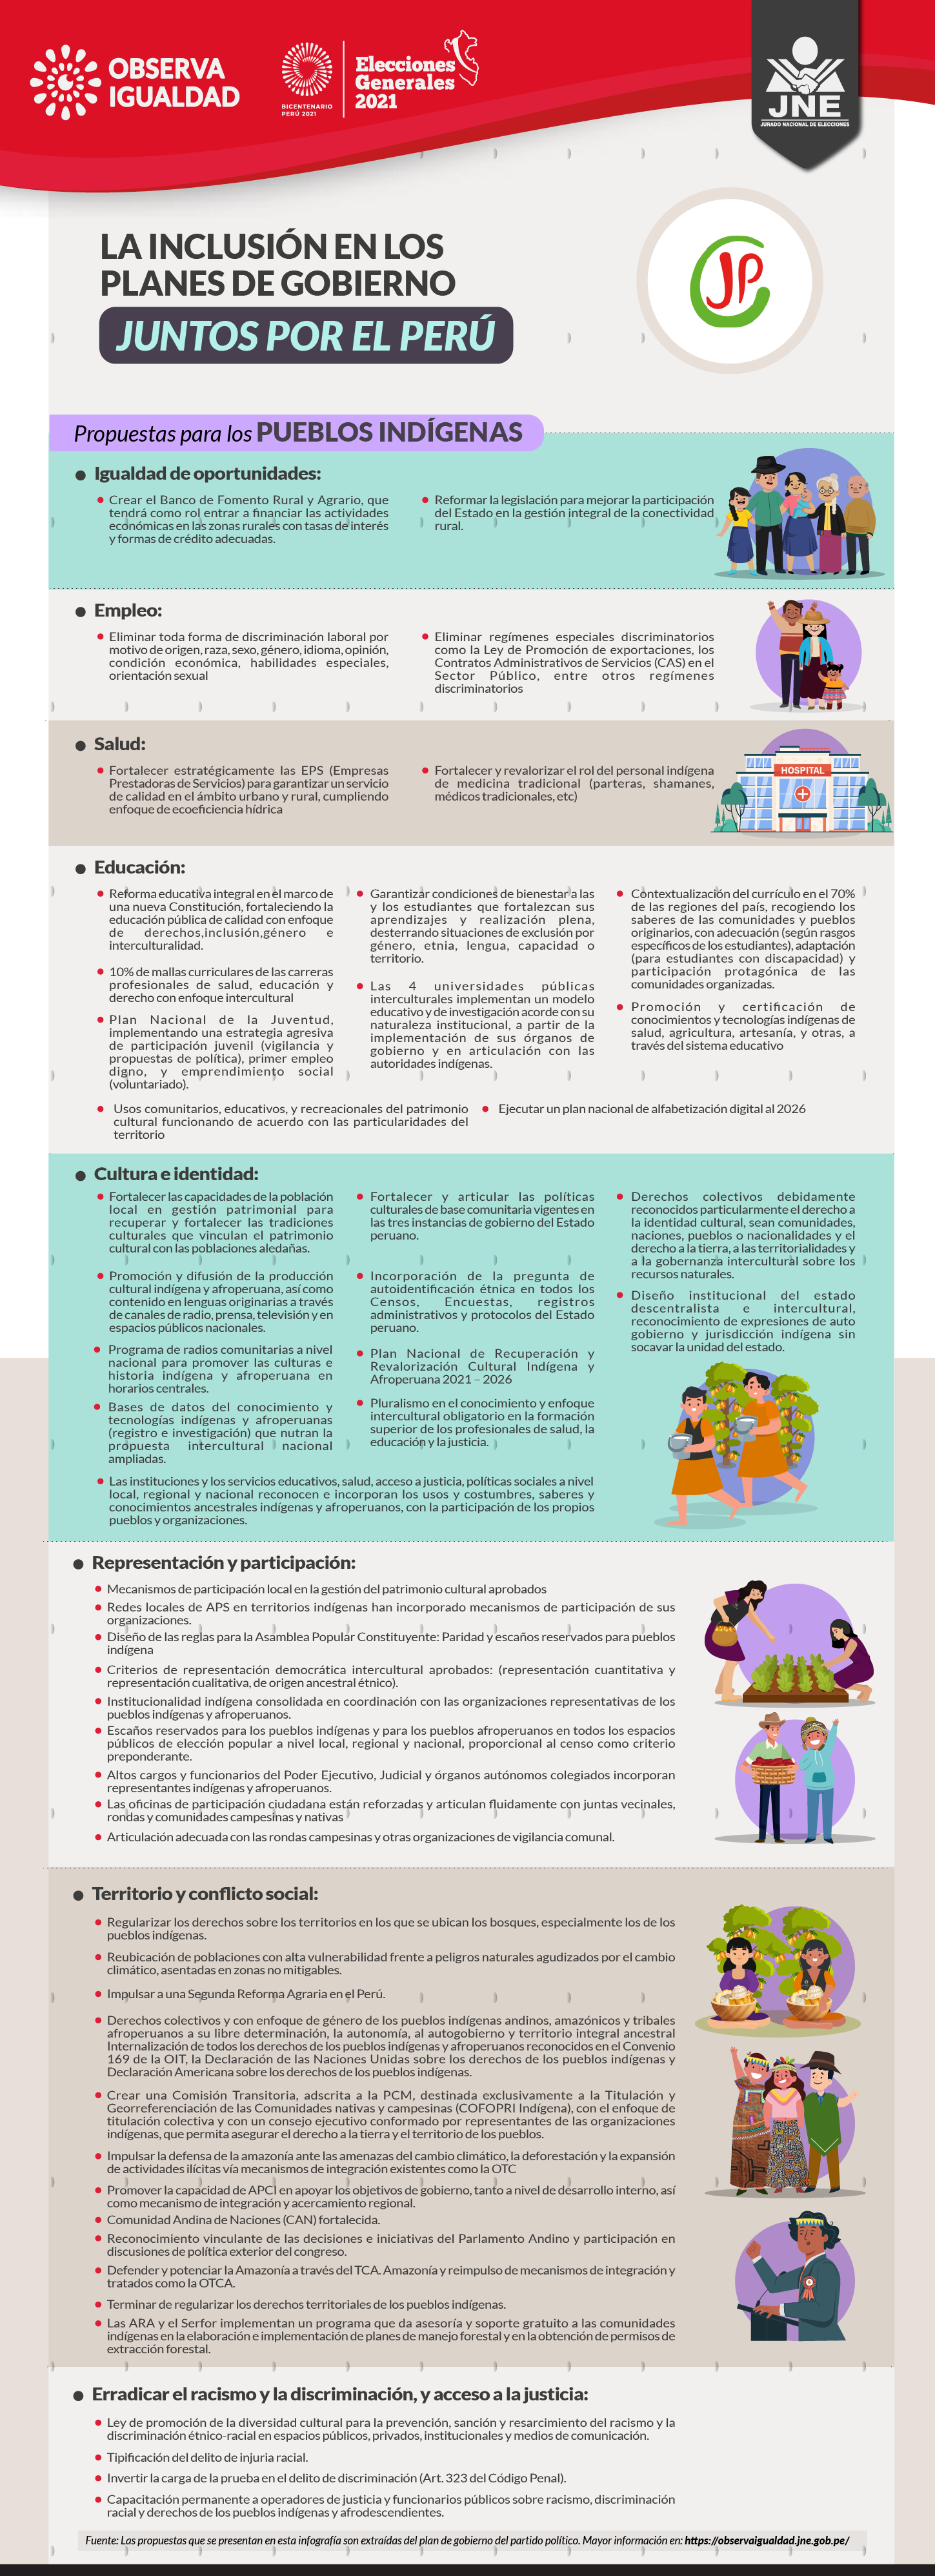 OBSERVA
IGUALDAD
BICENTENARIO
PERÚ 2021
Elecciones
Generales
2021
JNE
JURADO NACIONAL DE ELECCIONES
LA INCLUSIÓN EN LOS
PLANES DE GOBIERNO
JUNTOS POR EL PERÚ
JP
Propuestas para los PUEBLOS INDÍGENAS
Igualdad de oportunidades:
Crear el Banco de Fomento Rural y Agrario, que
tendrá como rol entrar a financiar las actividades
económicas en las zonas rurales con tasas de interés
y formas de crédito adecuadas.
Reformar la legislación para mejorar la participación
del Estado en la gestión integral de la conectividad
rural.
Empleo:
Eliminar toda forma de discriminación laboral por
motivo de origen, raza, sexo, género, idioma, opinión,
condición económica, habilidades especiales,
orientación sexual
Eliminar regímenes especiales discriminatorios
como la Ley de Promoción de exportaciones, los
Contratos Administrativos de Servicios (CAS) en el
Sector Público, entre otros regímenes
discriminatorios
Salud:
Fortalecer estratégicamente las EPS (Empresas
Prestadoras de Servicios) para garantizar un servicio
de calidad en el ámbito urbano y rural, cumpliendo
enfoque de ecoeficiencia hídrica
Fortalecer y revalorizar el rol del personal indígena
de medicina tradicional (parteras, shamanes,
médicos tradicionales, etc)
HOSPITAL
Educación:
Reforma educativa integral en el marco de
una nueva Constitución, fortaleciendo la
educación pública de calidad con enfoque
de derechos,inclusión,género e
interculturalidad.
10% de mallas curriculares de las carreras
profesionales de salud, educación y
derecho con enfoque intercultural
Plan Nacional de la Juventud,
implementando una estrategia agresiva
de participación juvenil (vigilancia y
propuestas de política), primer empleo
digno, y emprendimiento social
(voluntariado).
Garantizar condiciones de bienestar a las
y los estudiantes que fortalezcan sus
aprendizajes y realización plena,
desterrando situaciones de exclusión por
género, etnia, lengua, capacidad o
territorio.
Las 4 universidades públicas
interculturales implementan un modelo
educativo y de investigación acorde con su
naturaleza institucional, a partir de la
implementación de sus órganos de
gobierno y en articulación con las
autoridades indígenas.
Contextualización del currículo en el 70%
de las regiones del país, recogiendo los
saberes de las comunidades y pueblos
originarios, con adecuación (según rasgos
específicos de los estudiantes), adaptación
(para estudiantes con discapacidad) y
participación protagónica de las
comunidades organizadas.
Promoción y certificación de
conocimientos y tecnologías indígenas de
salud, agricultura, artesanía, y otras, a
través del sistema educativo
Usos comunitarios, educativos, y recreacionales del patrimonio
cultural funcionando de acuerdo con las particularidades del
territorio
Ejecutar un plan nacional de alfabetización digital al 2026
Cultura e identidad:
Fortalecer las capacidades de la población
local en gestión patrimonial para
recuperar y fortalecer las tradiciones
culturales que vinculan el patrimonio
cultural con las poblaciones aledañas.
Promoción y difusión de la producción
cultural indígena y afroperuana, así como
contenido en lenguas originarias a través
de canales de radio, prensa, televisión y en
espacios públicos nacionales.
Programa de radios comunitarias a nivel
nacional para promover las culturas e
historia indígena y afroperuana en
horarios centrales.
Bases de datos del conocimiento y
tecnologías indígenas y afroperuanas
(registro e investigación) que nutran la
propuesta intercultural nacional
ampliadas.
Fortalecer y articular las políticas
culturales de base comunitaria vigentes en
las tres instancias de gobierno del Estado
peruano.
Incorporación de la pregunta de
autoidentificación étnica en todos los
Censos, Encuestas, registros
administrativos y protocolos del Estado
peruano.
Plan Nacional de Recuperación y
Revalorización Cultural Indígena y
Afroperuana 2021 – 2026
Pluralismo en el conocimiento y enfoque
intercultural obligatorio en la formación
superior de los profesionales de salud, la
educación y la justicia.
Derechos colectivos debidamente
reconocidos particularmente el derecho a
la identidad cultural, sean comunidades,
naciones, pueblos o nacionalidades y el
derecho a la tierra, a las territorialidades y
a la gobernanza intercultural sobre los
recursos naturales.
Diseño institucional del estado
descentralista e intercultural,
reconocimiento de expresiones de auto
gobierno y jurisdicción indígena sin
socavar la unidad del estado.
Las instituciones y los servicios educativos, salud, acceso a justicia, políticas sociales a nivel
local, regional y nacional reconocen e incorporan los usos y costumbres, saberes y
conocimientos ancestrales indígenas y afroperuanos, con la participación de los propios
pueblos y organizaciones.
Representación y participación:
Mecanismos de participación local en la gestión del patrimonio cultural aprobados
Redes locales de APS en territorios indígenas han incorporado mecanismos de participación de sus
organizaciones.
Diseño de las reglas para la Asamblea Popular Constituyente: Paridad y escaños reservados para pueblos
indígena
Criterios de representación democrática intercultural aprobados: (representación cuantitativa y
representación cualitativa, de origen ancestral étnico).
Institucionalidad indígena consolidada en coordinación con las organizaciones representativas de los
pueblos indígenas y afroperuanos.
Escaños reservados para los pueblos indígenas y para los pueblos afroperuanos en todos los espacios
públicos de elección popular a nivel local, regional y nacional, proporcional al censo como criterio
preponderante.
Altos cargos y funcionarios del Poder Ejecutivo, Judicial y órganos autónomos colegiados incorporan
representantes indígenas y afroperuanos.
Las oficinas de participación ciudadana están reforzadas y articulan fluidamente con juntas vecinales,
rondas y comunidades campesinas y nativas
Articulación adecuada con las rondas campesinas y otras organizaciones de vigilancia comunal.
Territorio y conflicto social:
Regularizar los derechos sobre los territorios en los que se ubican los bosques, especialmente los de los
pueblos indígenas.
Reubicación de poblaciones con alta vulnerabilidad frente a peligros naturales agudizados por el cambio
climático, asentadas en zonas no mitigables.
Impulsar a una Segunda Reforma Agraria en el Perú.
Derechos colectivos y con enfoque de género de los pueblos indígenas andinos, amazónicos y tribales
afroperuanos a su libre determinación, la autonomía, al autogobierno y territorio integral ancestral
Internalización de todos los derechos de los pueblos indígenas y afroperuanos reconocidos en el Convenio
169 de la OIT, la Declaración de las Naciones Unidas sobre los derechos de los pueblos indígenas y
Declaración Americana sobre los derechos de los pueblos indígenas.
Crear una Comisión Transitoria, adscrita a la PCM, destinada exclusivamente a la Titulación y
Georreferenciación de las Comunidades nativas y campesinas (COFOPRI Indígena), con el enfoque de
titulación colectiva y con un consejo ejecutivo conformado por representantes de las organizaciones
indígenas, que permita asegurar el derecho a la tierra y el territorio de los pueblos.
Impulsar la defensa de la amazonía ante las amenazas del cambio climático, la deforestación y la expansión
de actividades ilícitas vía mecanismos de integración existentes como la OTC
Promover la capacidad de APCI en apoyar los objetivos de gobierno, tanto a nivel de desarrollo interno, así
como mecanismo de integración y acercamiento regional.
Comunidad Andina de Naciones (CAN) fortalecida.
Reconocimiento vinculante de las decisiones e iniciativas del Parlamento Andino y participación en
discusiones de política exterior del congreso.
Defender y potenciar la Amazonía a través del TCA. Amazonía y reimpulso de mecanismos de integración y
tratados como la OTCA.
Terminar de regularizar los derechos territoriales de los pueblos indígenas.
Las ARA y el Serfor implementan un programa que da asesoría y soporte gratuito a las comunidades
indígenas en la elaboración e implementación de planes de manejo forestal y en la obtención de permisos de
extracción forestal.
Erradicar el racismo y la discriminación, y acceso a la justicia:
Ley de promoción de la diversidad cultural para la prevención, sanción y resarcimiento del racismo y la
discriminación étnico-racial en espacios públicos, privados, institucionales y medios de comunicación.
Tipificación del delito de injuria racial.
Invertir la carga de la prueba en el delito de discriminación (Art. 323 del Código Penal).
Capacitación permanente a operadores de justicia y funcionarios públicos sobre racismo, discriminación
racial y derechos de los pueblos indígenas y afrodescendientes.
Fuente: Las propuestas que se presentan en esta infografía son extraídas del plan de gobierno del partido político. Mayor información en: https://observaigualdad.jne.gob.pe/